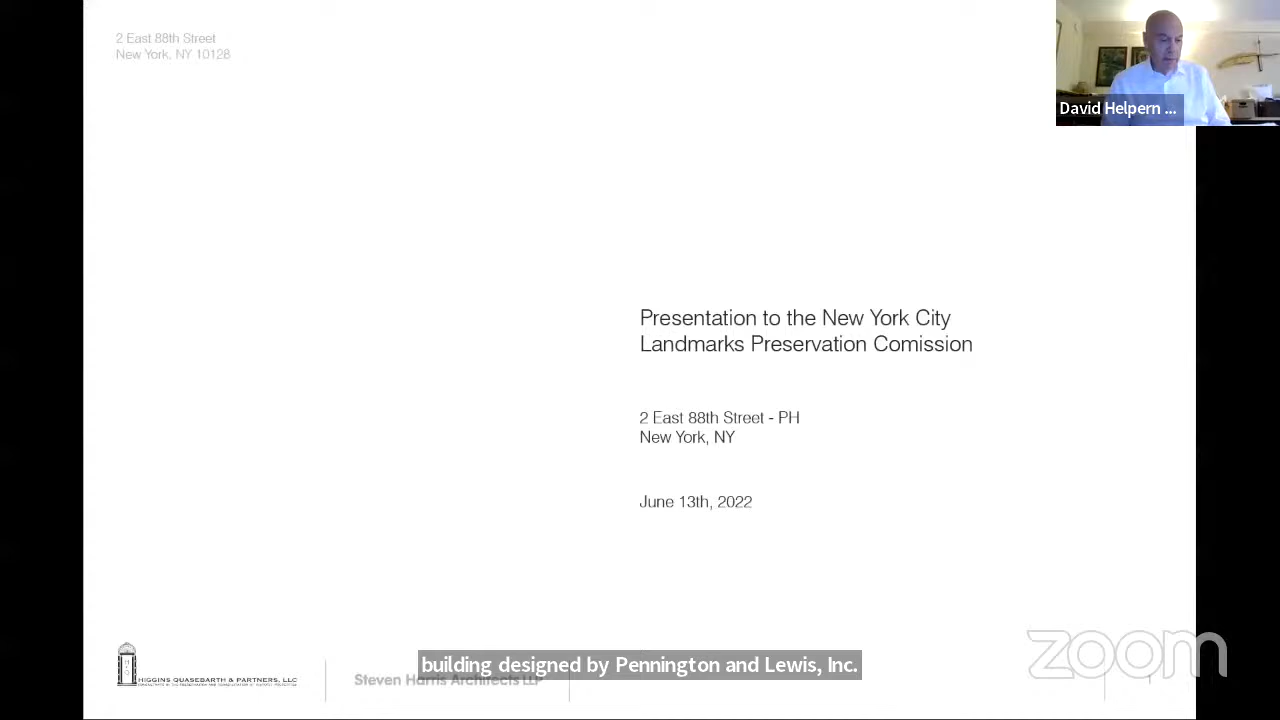 2 East 88th Street
New York, NY 10128
David Helpern ...
Presentation to the New York City
Landmarks Preservation Comission
2 East 88th Street - PH
New York, NY
June 13th, 2022
building designed by Pennington and Lewis, Inc.
HIGGINS QUASEBARTH & PARTNERS, LLC
Steven Harris Architects LLP
zoom